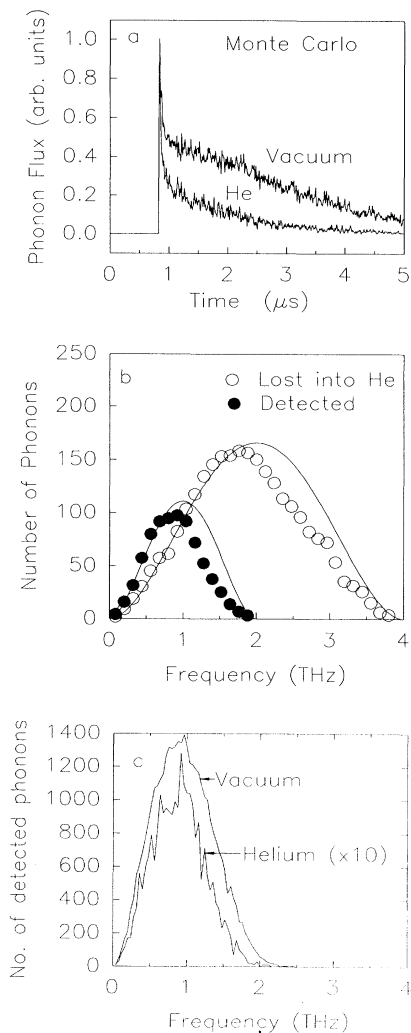 a
Monte Carlo
Phonon Flux (arb. units)
1.0
0.8
0.6
0.4
0.2
0.0
Vacuum
He
0 1 2 3 4 5
Time (μs)
b
Lost into He
Detected
Number of Phonons
250
200
150
100
50
0
0 1 2 3 4
Frequency (THz)
c
No. of detected phonons
1400
1200
1000
800
600
400
200
0
Vacuum
Helium (×10)
0 1 2 3 4
Frequency (THz)